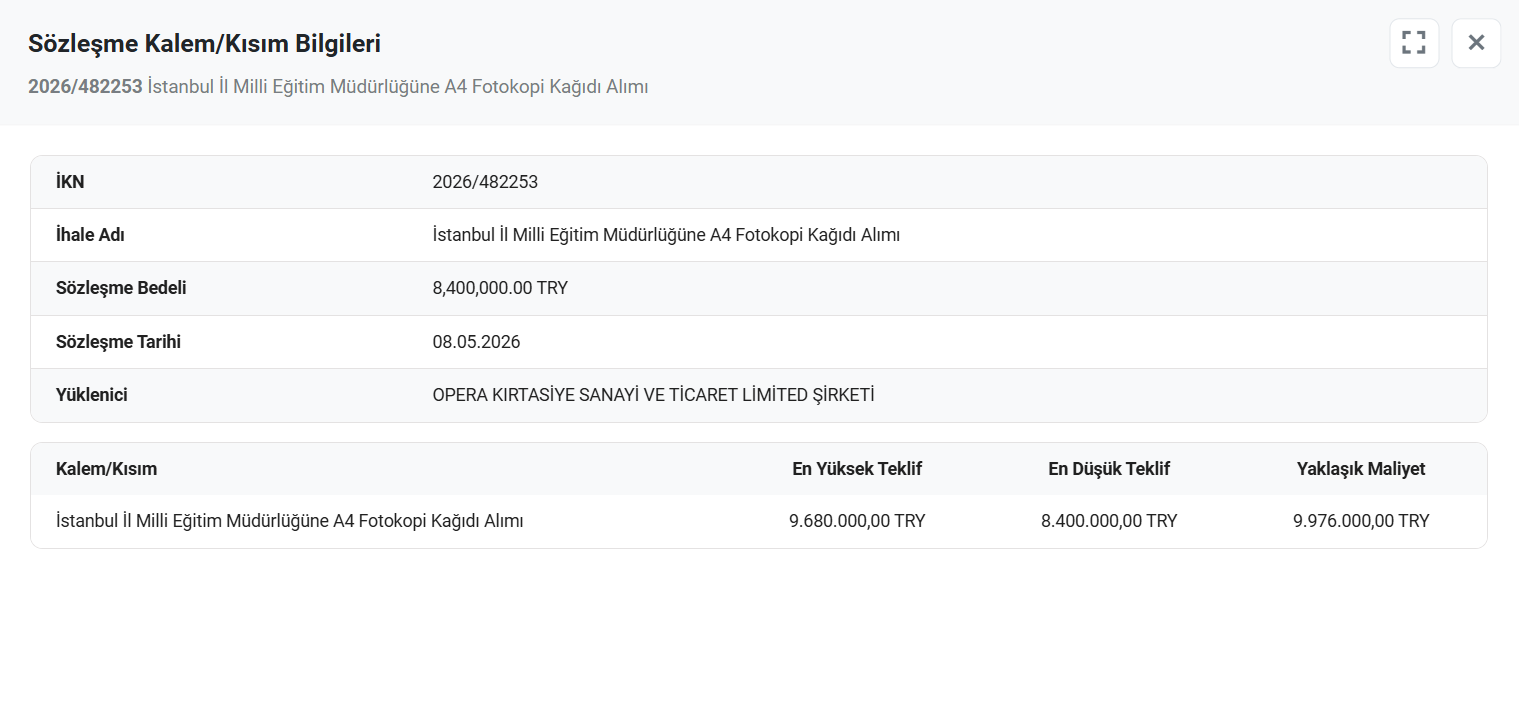 Sözleşme Kalem/Kısım Bilgileri
2026/482253 İstanbul İl Milli Eğitim Müdürlüğüne A4 Fotokopi Kağıdı Alımı
İKN 2026/482253
İhale Adı İstanbul İl Milli Eğitim Müdürlüğüne A4 Fotokopi Kağıdı Alımı
Sözleşme Bedeli 8,400,000.00 TRY
Sözleşme Tarihi 08.05.2026
Yüklenici OPERA KIRTASİYE SANAYİ VE TİCARET LİMİTED ŞİRKETİ
Kalem/Kısım En Yüksek Teklif En Düşük Teklif Yaklaşık Maliyet
İstanbul İl Milli Eğitim Müdürlüğüne A4 Fotokopi Kağıdı Alımı 9.680.000,00 TRY 8.400.000,00 TRY 9.976.000,00 TRY